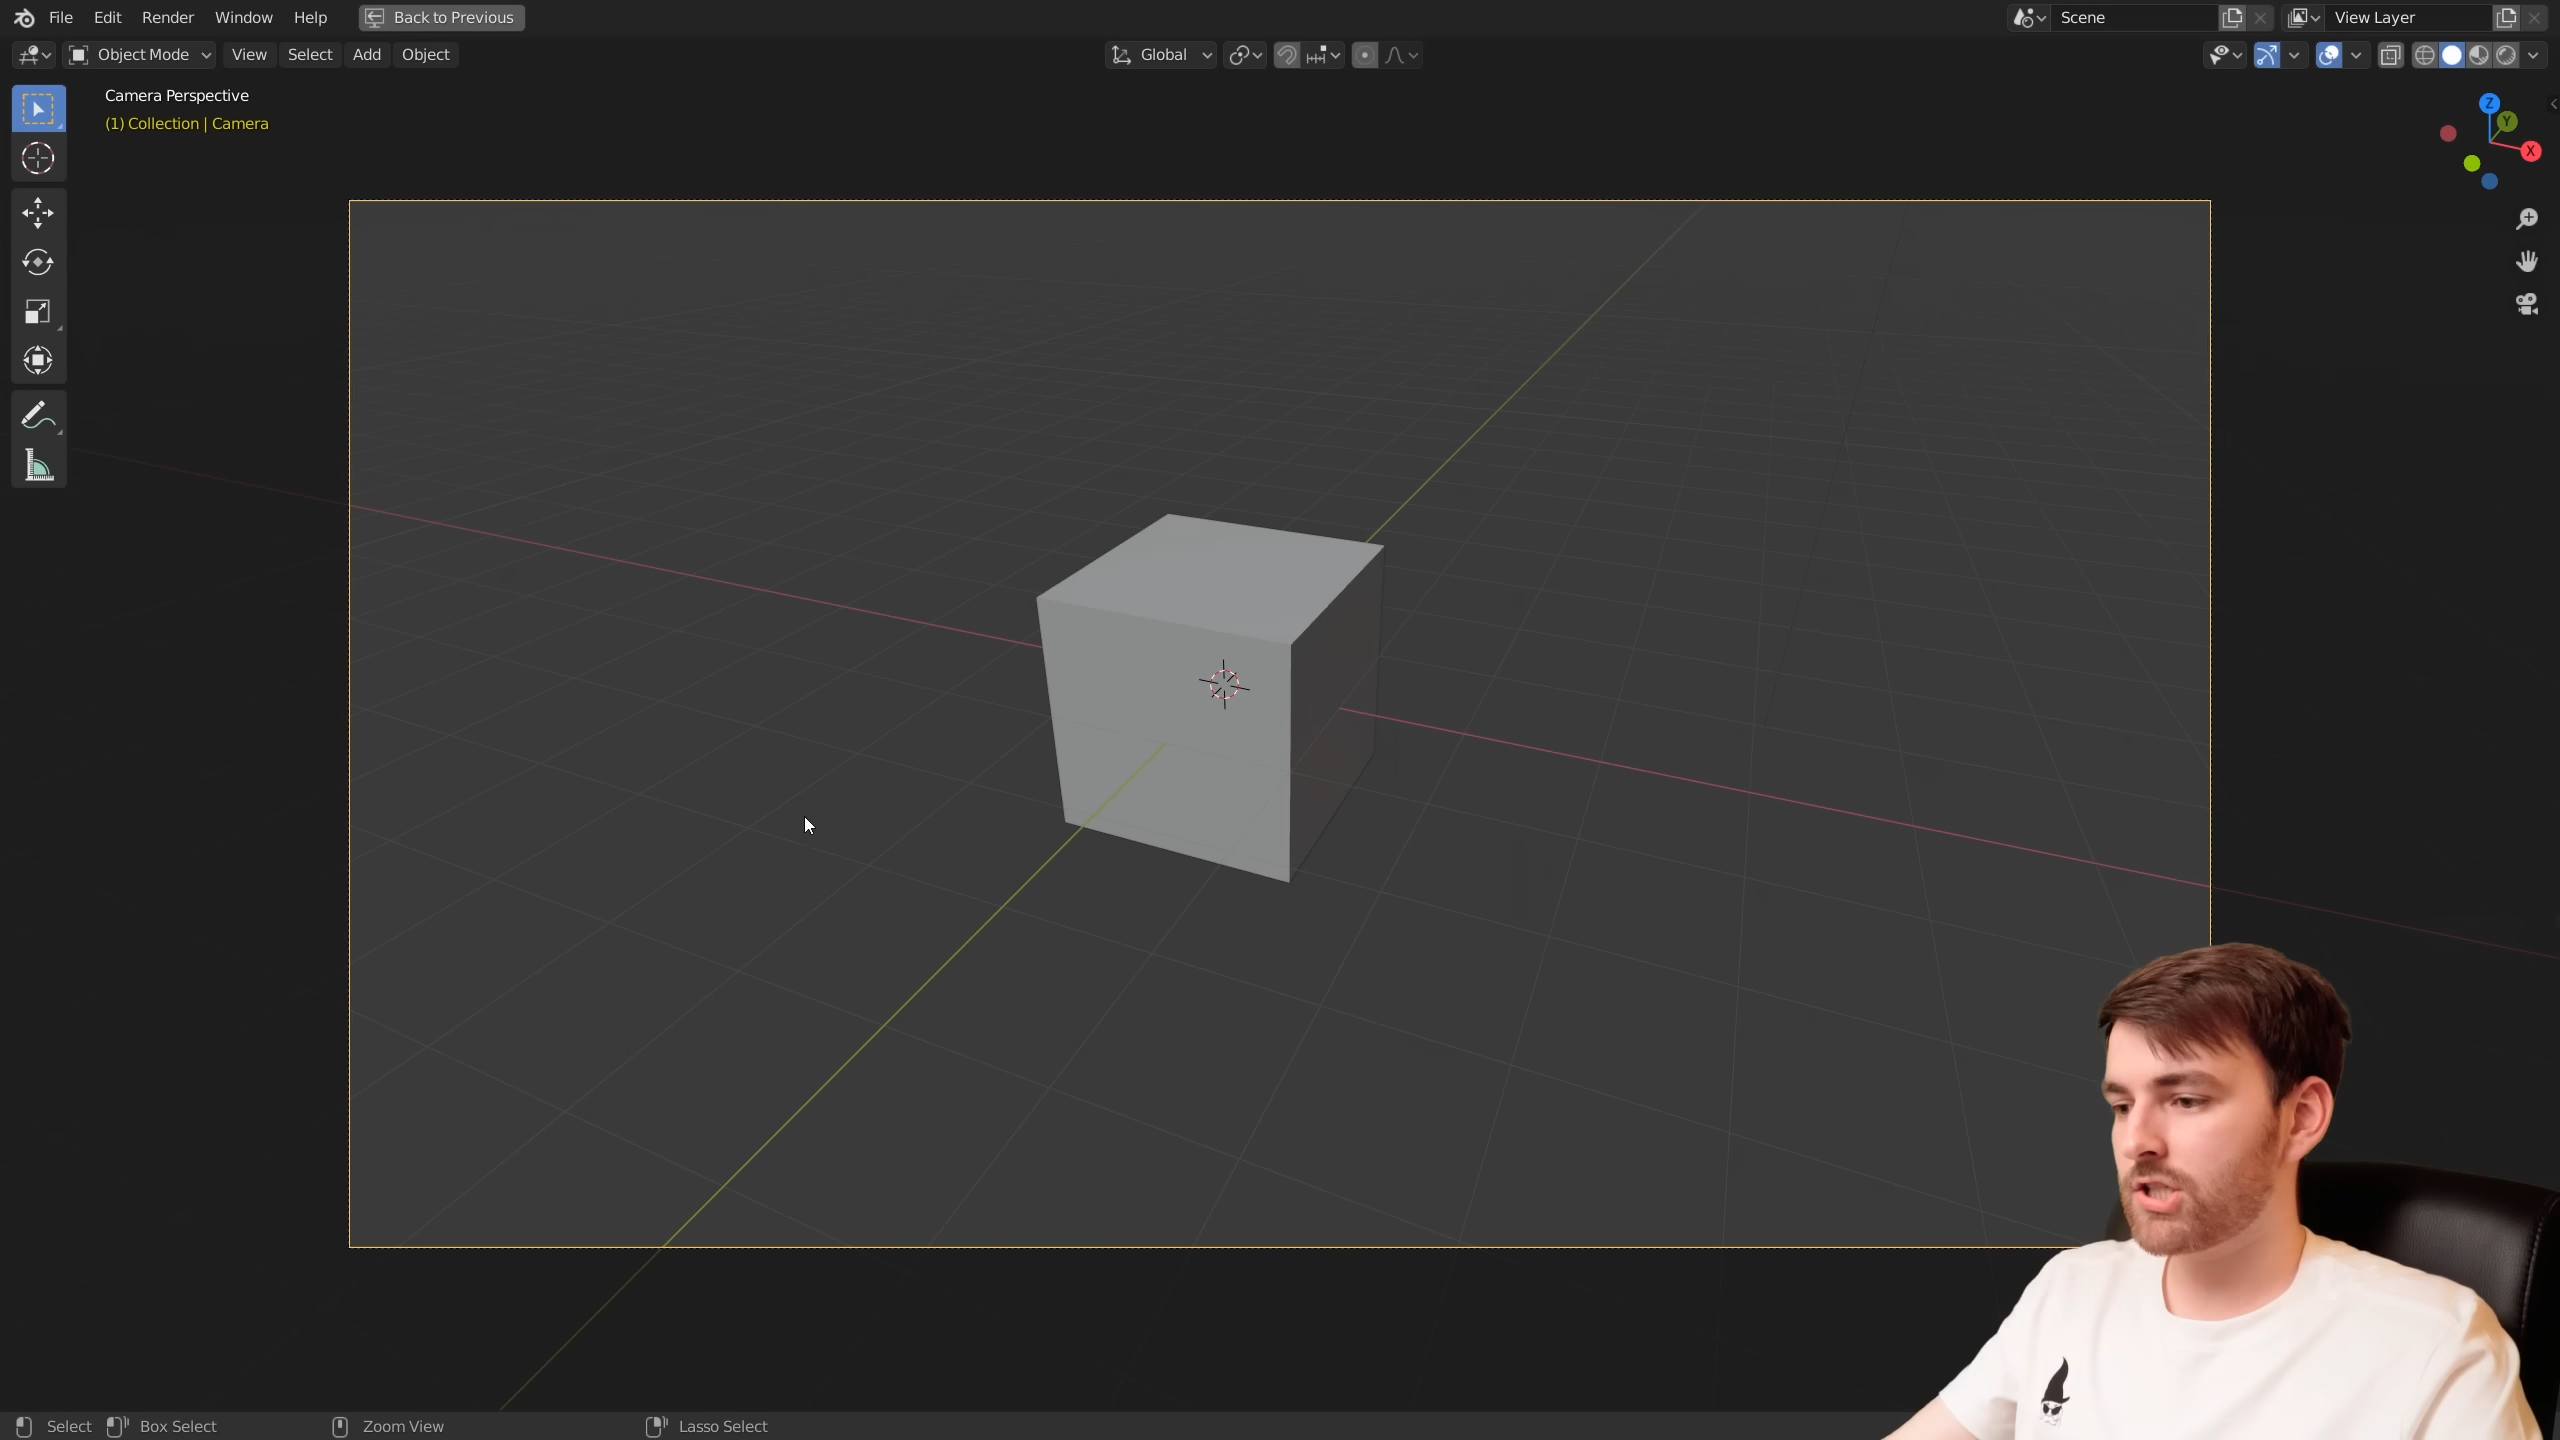 File Edit Render Window Help Back to Previous Scene View Layer
Object Mode View Select Add Object Global
Camera Perspective
(1) Collection | Camera
Z
Y
X
Select Box Select Zoom View Lasso Select